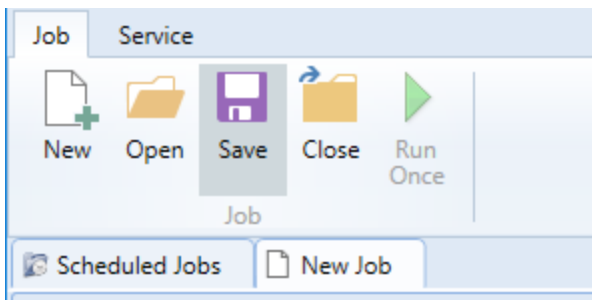 Job Service
New Open Save Close Run
Once
Job
Scheduled Jobs New Job